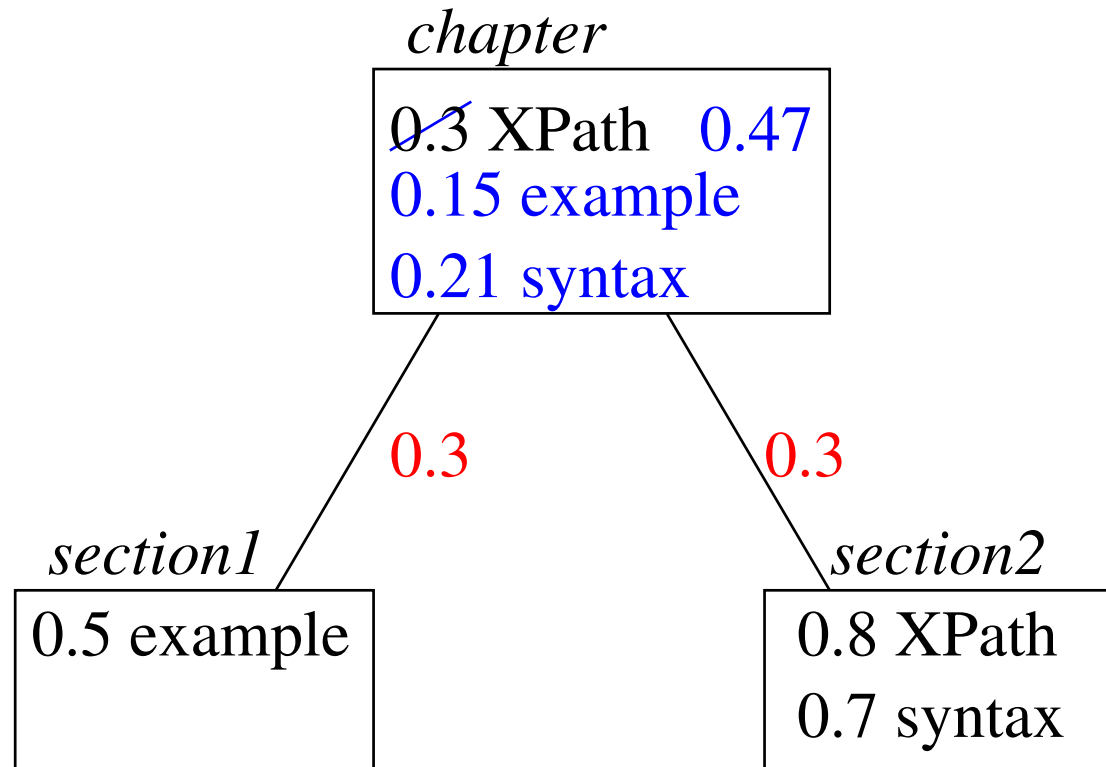 chapter
0.3 XPath 0.47
0.15 example
0.21 syntax
0.3 0.3
section1 section2
0.5 example 0.8 XPath
0.7 syntax